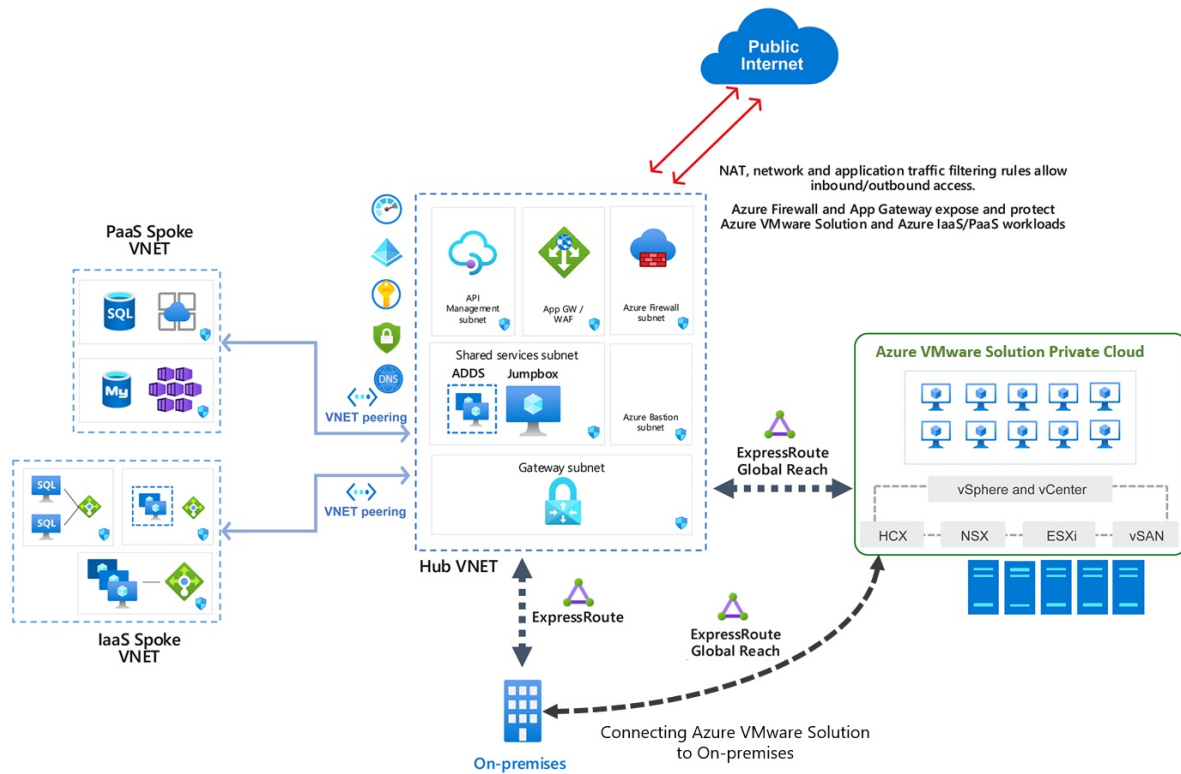 Public
Internet
NAT, network and application traffic filtering rules allow
inbound/outbound access.
Azure Firewall and App Gateway expose and protect
Azure VMware Solution and Azure IaaS/PaaS workloads
PaaS Spoke
VNET
SQL
My
VNET peering
DNS
API
Management
subnet
App GW /
WAF
Azure Firewall
subnet
Shared services subnet
ADDS
Jumpbox
Azure Bastion
subnet
Gateway subnet
Hub VNET
SQL
SQL
VNET peering
IaaS Spoke
VNET
ExpressRoute
Global Reach
Azure VMware Solution Private Cloud
vSphere and vCenter
HCX
NSX
ESXi
vSAN
ExpressRoute
ExpressRoute
Global Reach
Connecting Azure VMware Solution
to On-premises
On-premises